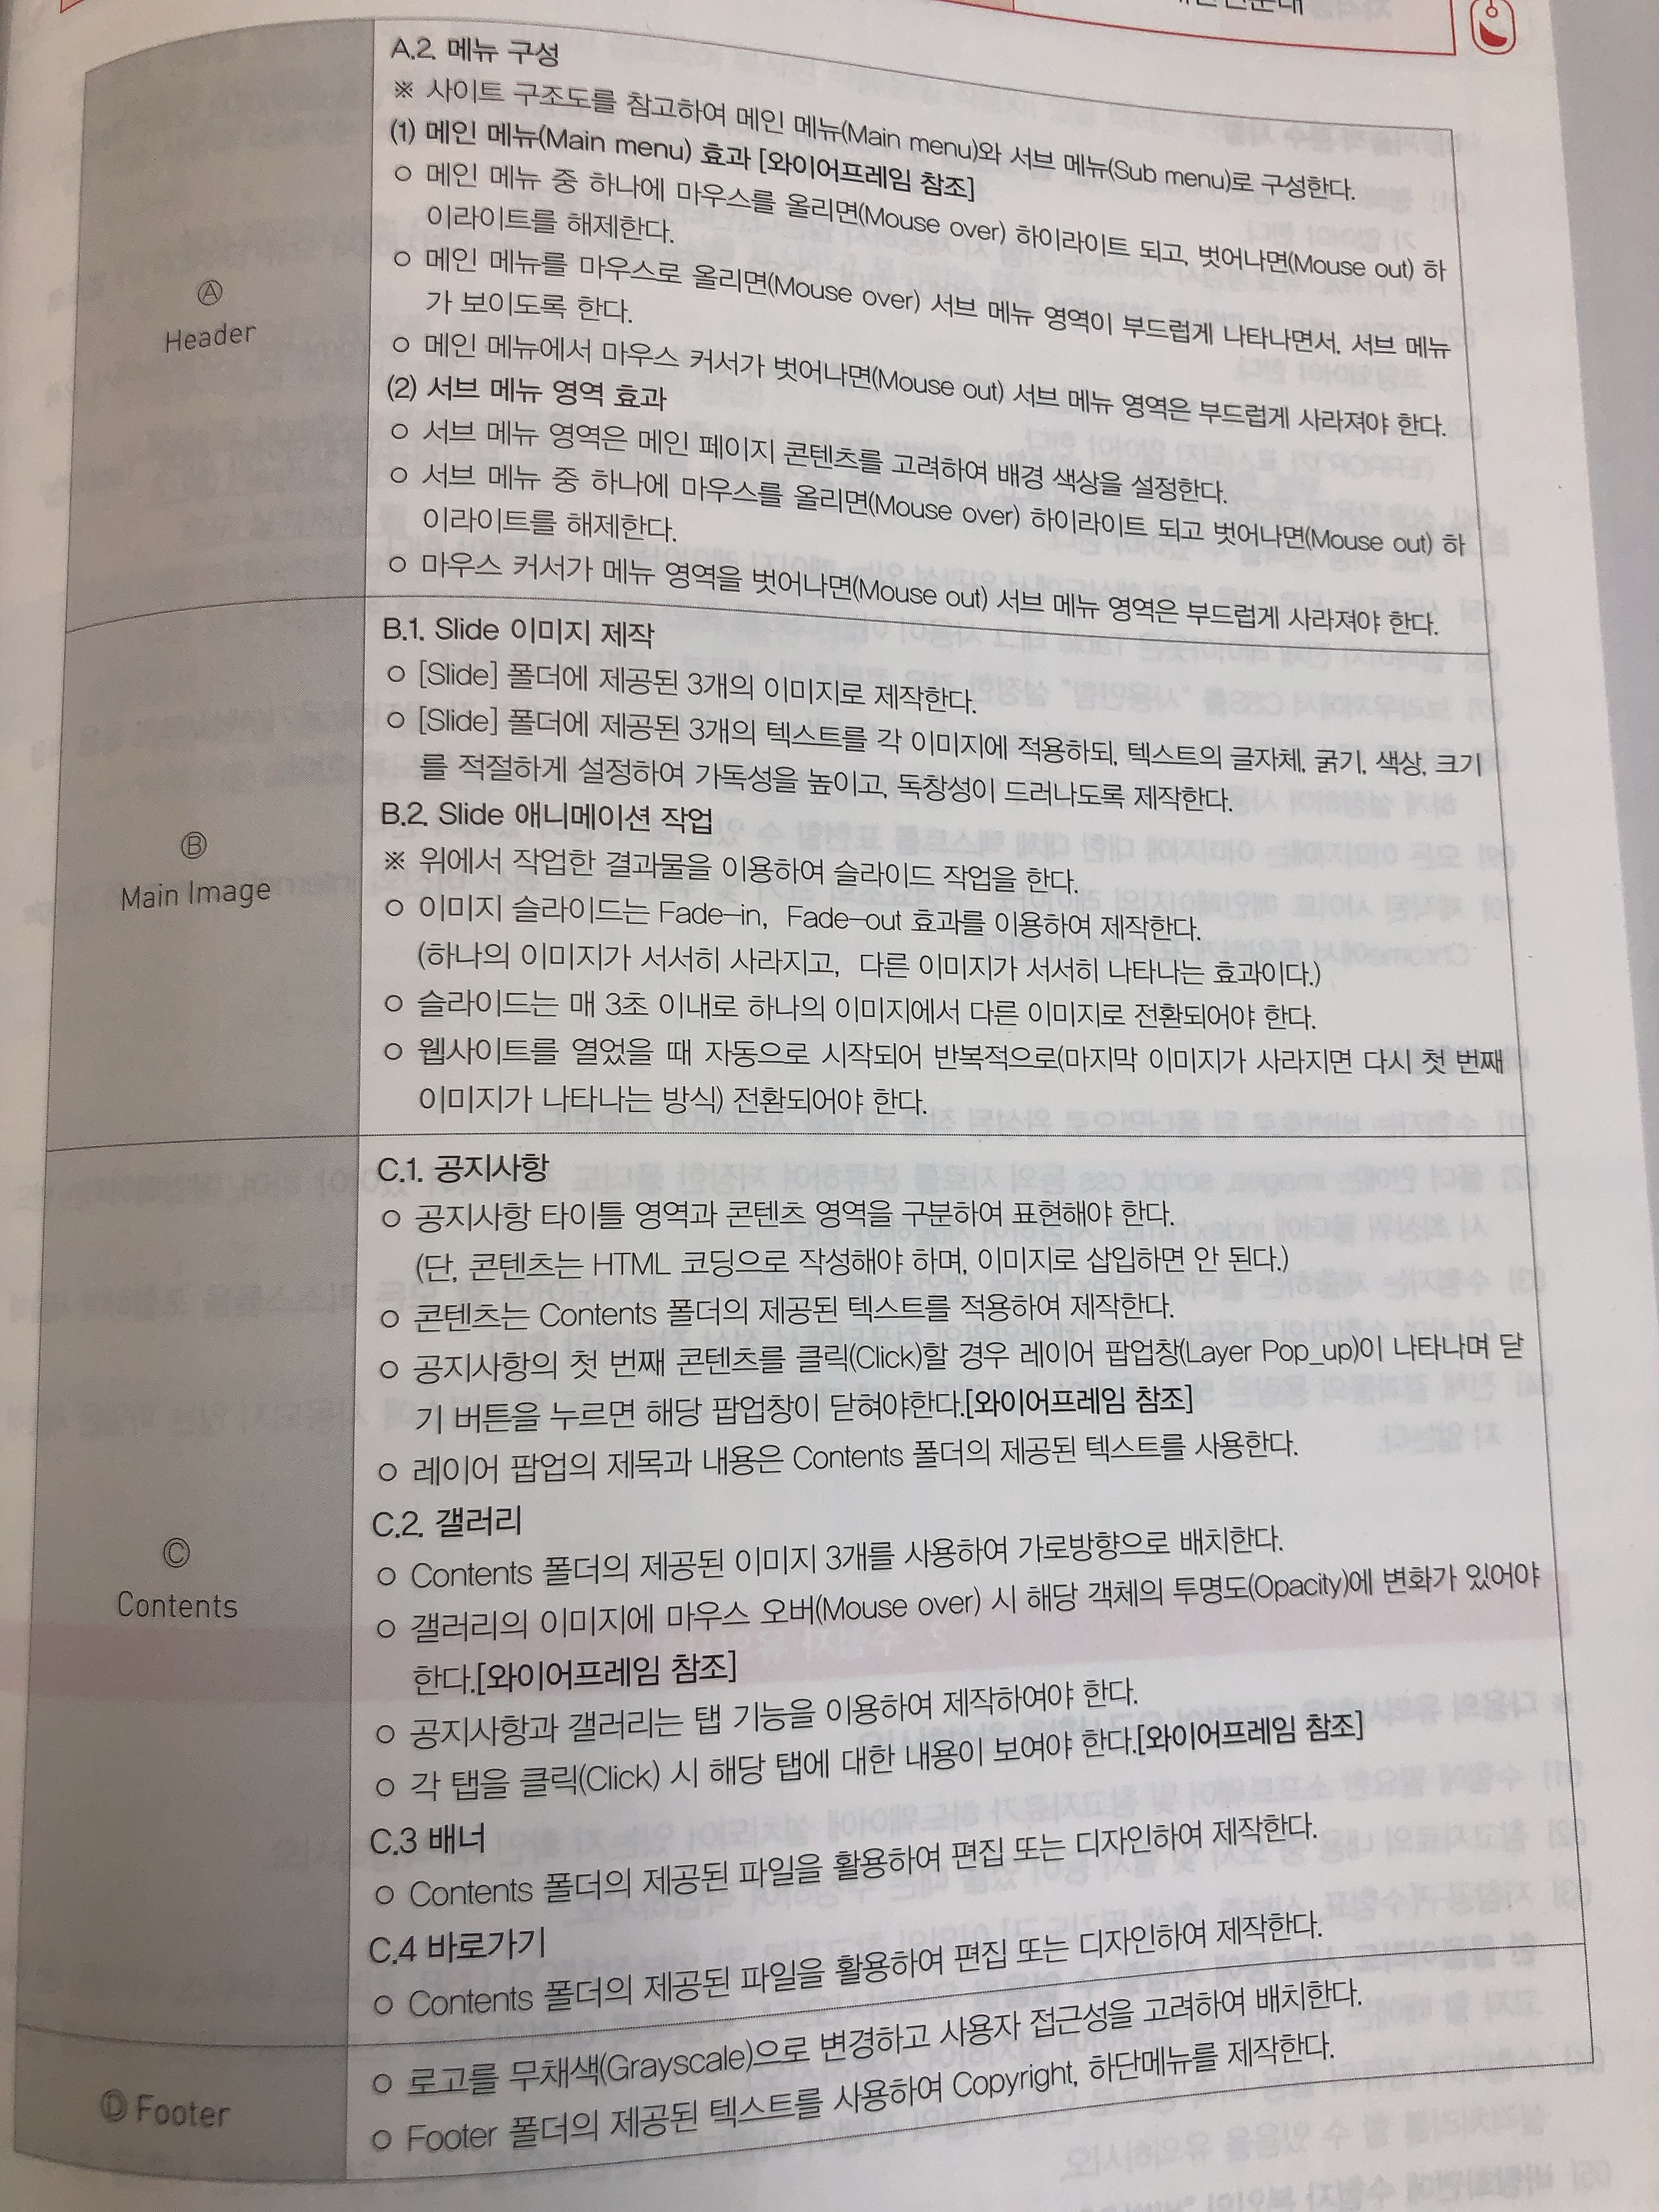 A.2. 메뉴 구성
※ 사이트 구조도를 참고하여 메인 메뉴(Main menu)와 서브 메뉴(Sub menu)로 구성한다.
(1) 메인 메뉴(Main menu) 효과 [와이어프레임 참조]
○ 메인 메뉴 중 하나에 마우스를 올리면(Mouse over) 하이라이트 되고, 벗어나면(Mouse out) 하
이라이트를 해제한다.
○ 메인 메뉴를 마우스로 올리면(Mouse over) 서브 메뉴 영역이 부드럽게 나타나면서, 서브 메뉴
가 보이도록 한다.
○ 메인 메뉴에서 마우스 커서가 벗어나면(Mouse out) 서브 메뉴 영역은 부드럽게 사라져야 한다.
(2) 서브 메뉴 영역 효과
○ 서브 메뉴 영역은 메인 페이지 콘텐츠를 고려하여 배경 색상을 설정한다.
○ 서브 메뉴 중 하나에 마우스를 올리면(Mouse over) 하이라이트 되고 벗어나면(Mouse out) 하
이라이트를 해제한다.
○ 마우스 커서가 메뉴 영역을 벗어나면(Mouse out) 서브 메뉴 영역은 부드럽게 사라져야 한다.
Ⓐ
Header
B.1. Slide 이미지 제작
○ [Slide] 폴더에 제공된 3개의 이미지로 제작한다.
○ [Slide] 폴더에 제공된 3개의 텍스트를 각 이미지에 적용하되, 텍스트의 글자체, 굵기, 색상, 크기
를 적절하게 설정하여 가독성을 높이고, 독창성이 드러나도록 제작한다.
B.2. Slide 애니메이션 작업
※ 위에서 작업한 결과물을 이용하여 슬라이드 작업을 한다.
○ 이미지 슬라이드는 Fade-in, Fade-out 효과를 이용하여 제작한다.
(하나의 이미지가 서서히 사라지고, 다른 이미지가 서서히 나타나는 효과이다.)
○ 슬라이드는 매 3초 이내로 하나의 이미지에서 다른 이미지로 전환되어야 한다.
○ 웹사이트를 열었을 때 자동으로 시작되어 반복적으로(마지막 이미지가 사라지면 다시 첫 번째
이미지가 나타나는 방식) 전환되어야 한다.
Ⓑ
Main Image
C.1. 공지사항
○ 공지사항 타이틀 영역과 콘텐츠 영역을 구분하여 표현해야 한다.
(단, 콘텐츠는 HTML 코딩으로 작성해야 하며, 이미지로 삽입하면 안 된다.)
○ 콘텐츠는 Contents 폴더의 제공된 텍스트를 적용하여 제작한다.
○ 공지사항의 첫 번째 콘텐츠를 클릭(Click)할 경우 레이어 팝업창(Layer Pop_up)이 나타나며 닫
기 버튼을 누르면 해당 팝업창이 닫혀야한다.[와이어프레임 참조]
○ 레이어 팝업의 제목과 내용은 Contents 폴더의 제공된 텍스트를 사용한다.
C.2. 갤러리
○ Contents 폴더의 제공된 이미지 3개를 사용하여 가로방향으로 배치한다.
○ 갤러리의 이미지에 마우스 오버(Mouse over) 시 해당 객체의 투명도(Opacity)에 변화가 있어야
한다.[와이어프레임 참조]
○ 공지사항과 갤러리는 탭 기능을 이용하여 제작하여야 한다.
○ 각 탭을 클릭(Click) 시 해당 탭에 대한 내용이 보여야 한다.[와이어프레임 참조]
C.3 배너
○ Contents 폴더의 제공된 파일을 활용하여 편집 또는 디자인하여 제작한다.
C.4 바로가기
○ Contents 폴더의 제공된 파일을 활용하여 편집 또는 디자인하여 제작한다.
Ⓒ
Contents
○ 로고를 무채색(Grayscale)으로 변경하고 사용자 접근성을 고려하여 배치한다.
○ Footer 폴더의 제공된 텍스트를 사용하여 Copyright, 하단메뉴를 제작한다.
Ⓓ Footer